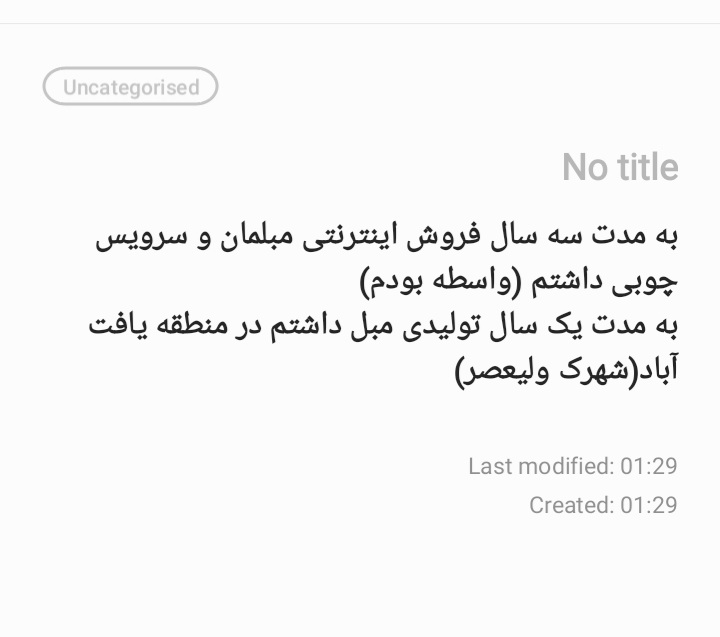 Uncategorised
No title
به مدت سه سال فروش اینترنتی مبلمان و سرویس
چوبی داشتم (واسطه بودم)
به مدت یک سال تولیدی مبل داشتم در منطقه یافت
آباد(شهرک ولیعصر)
Last modified: 01:29
Created: 01:29